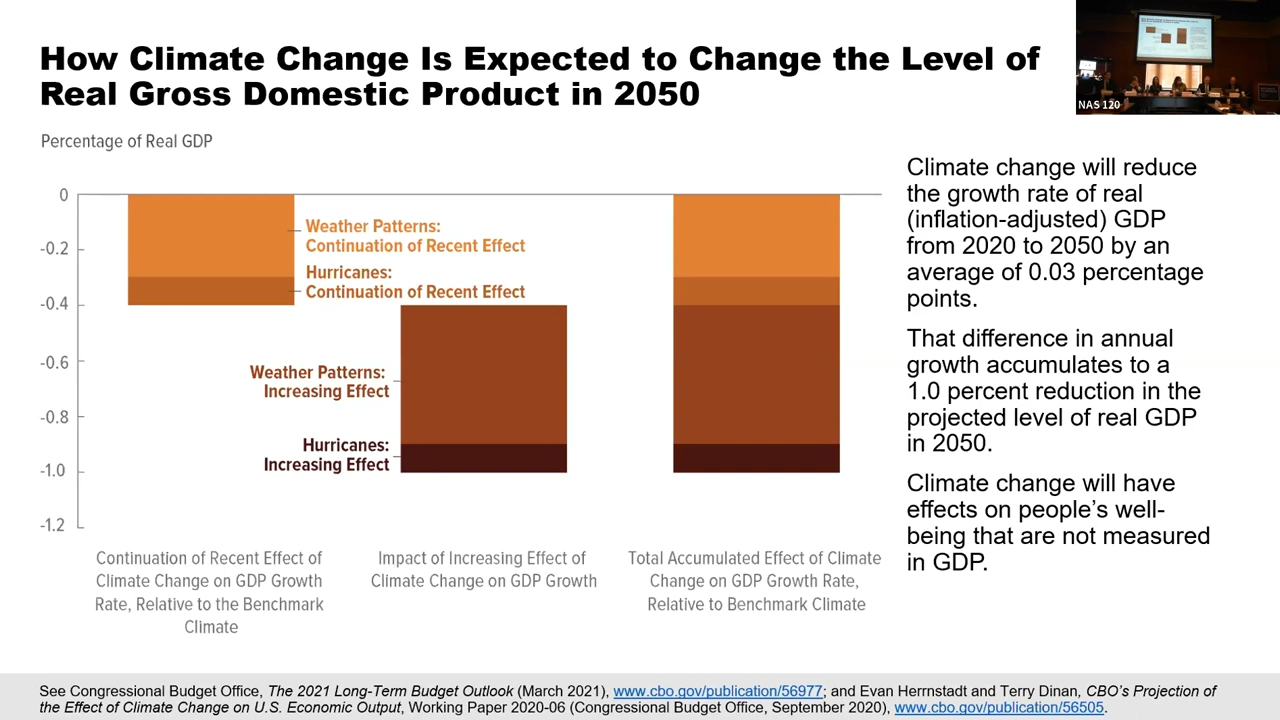 How Climate Change Is Expected to Change the Level of
Real Gross Domestic Product in 2050
NAS 120
Percentage of Real GDP
0
-0.2
-0.4
-0.6
-0.8
-1.0
-1.2
Weather Patterns:
Continuation of Recent Effect
Hurricanes:
Continuation of Recent Effect
Weather Patterns:
Increasing Effect
Hurricanes:
Increasing Effect
Continuation of Recent Effect of
Climate Change on GDP Growth
Rate, Relative to the Benchmark
Climate
Impact of Increasing Effect of
Climate Change on GDP Growth
Total Accumulated Effect of Climate
Change on GDP Growth Rate,
Relative to Benchmark Climate
Climate change will reduce
the growth rate of real
(inflation-adjusted) GDP
from 2020 to 2050 by an
average of 0.03 percentage
points.
That difference in annual
growth accumulates to a
1.0 percent reduction in the
projected level of real GDP
in 2050.
Climate change will have
effects on people’s well-
being that are not measured
in GDP.
See Congressional Budget Office, The 2021 Long-Term Budget Outlook (March 2021), www.cbo.gov/publication/56977; and Evan Herrnstadt and Terry Dinan, CBO’s Projection of
the Effect of Climate Change on U.S. Economic Output, Working Paper 2020-06 (Congressional Budget Office, September 2020), www.cbo.gov/publication/56505.